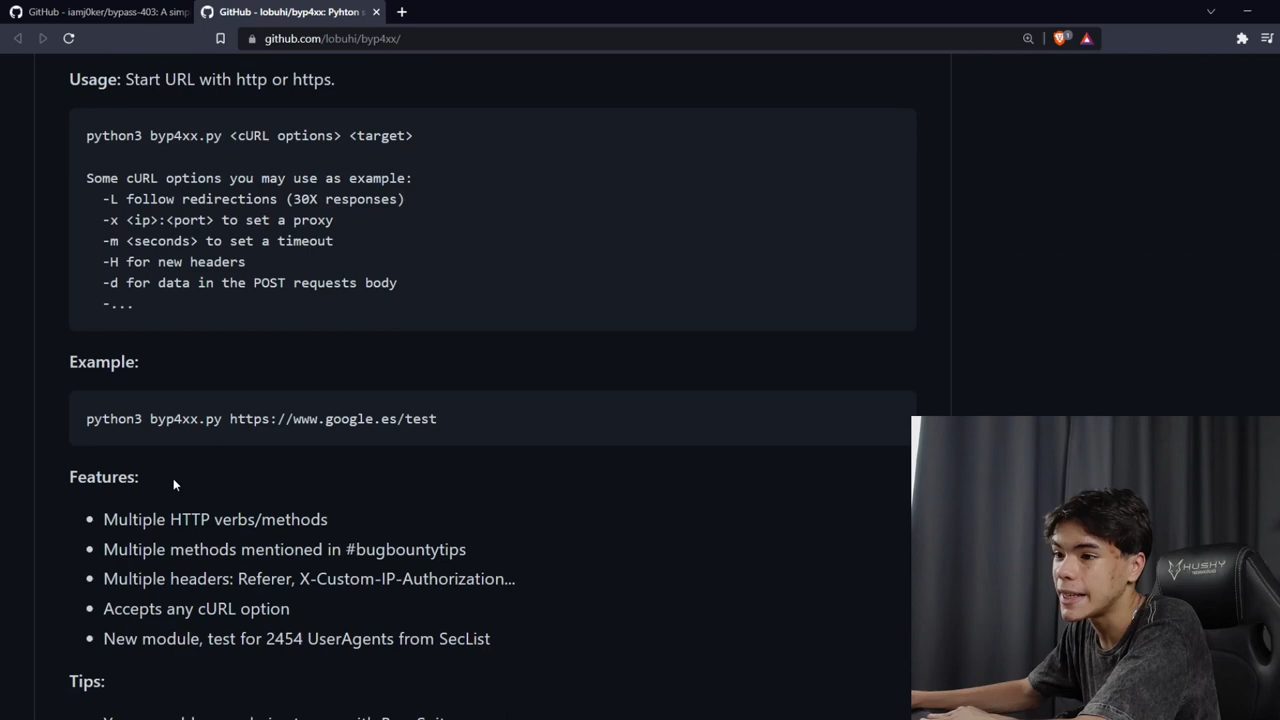 GitHub - iamj0ker/bypass-403: A simp
GitHub - lobuhi/byp4xx: Pyhton s
github.com/lobuhi/byp4xx/
1
Usage: Start URL with http or https.
python3 byp4xx.py <cURL options> <target>
Some cURL options you may use as example:
-L follow redirections (30X responses)
-x <ip>:<port> to set a proxy
-m <seconds> to set a timeout
-H for new headers
-d for data in the POST requests body
-...
Example:
python3 byp4xx.py https://www.google.es/test
Features:
Multiple HTTP verbs/methods
Multiple methods mentioned in #bugbountytips
Multiple headers: Referer, X-Custom-IP-Authorization...
Accepts any cURL option
New module, test for 2454 UserAgents from SecList
Tips:
HUSKY